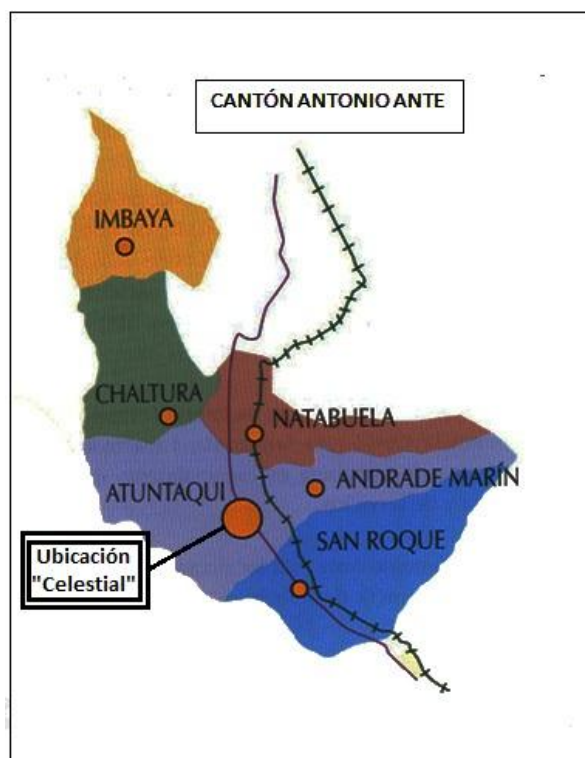 CANTÓN ANTONIO ANTE
IMBAYA
CHALTURA
NATABUELA
ATUNTAQUI
ANDRADE MARÍN
SAN ROQUE
Ubicación
"Celestial"